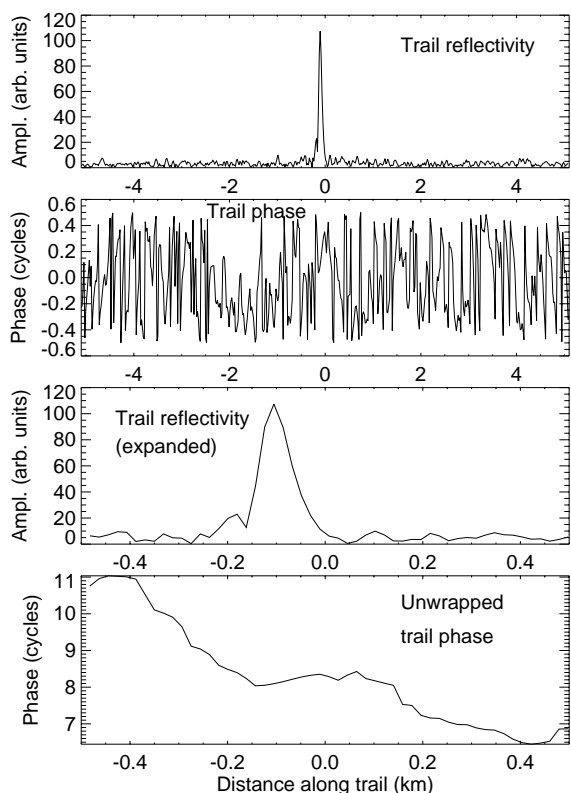 120
100
80
60
40
20
0
Ampl. (arb. units)
Trail reflectivity
-4 -2 0 2 4
0.6
0.4
0.2
0.0
-0.2
-0.4
-0.6
Phase (cycles)
Trail phase
-4 -2 0 2 4
120
100
80
60
40
20
0
Ampl. (arb. units)
Trail reflectivity
(expanded)
-0.4 -0.2 0.0 0.2 0.4
11
10
9
8
7
Phase (cycles)
Unwrapped
trail phase
-0.4 -0.2 0.0 0.2 0.4
Distance along trail (km)